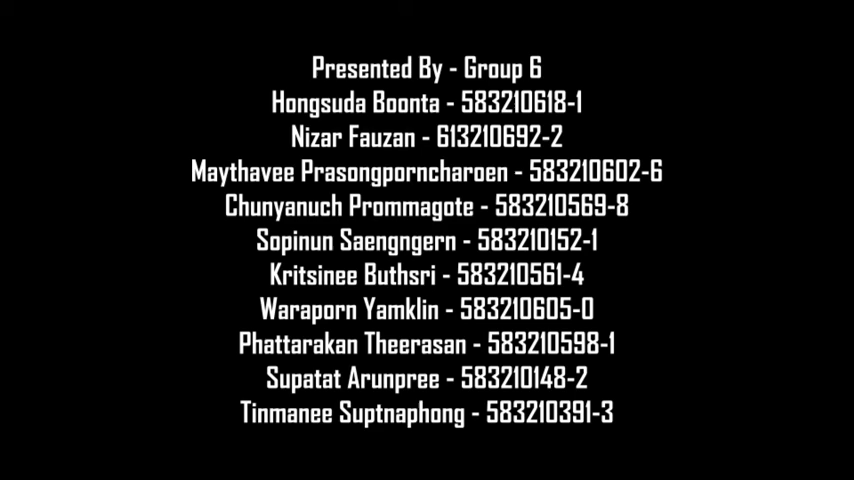 Presented By - Group 6
Hongsuda Boonta - 583210618-1
Nizar Fauzan - 613210692-2
Maythavee Prasongporncharoen - 583210602-6
Chunyanuch Prommagote - 583210569-8
Sopinun Saengngern - 583210152-1
Kritsinee Buthsri - 583210561-4
Waraporn Yamklin - 583210605-0
Phattarakan Theerasan - 583210598-1
Supatat Arunpree - 583210148-2
Tinmanee Suptnaphong - 583210391-3